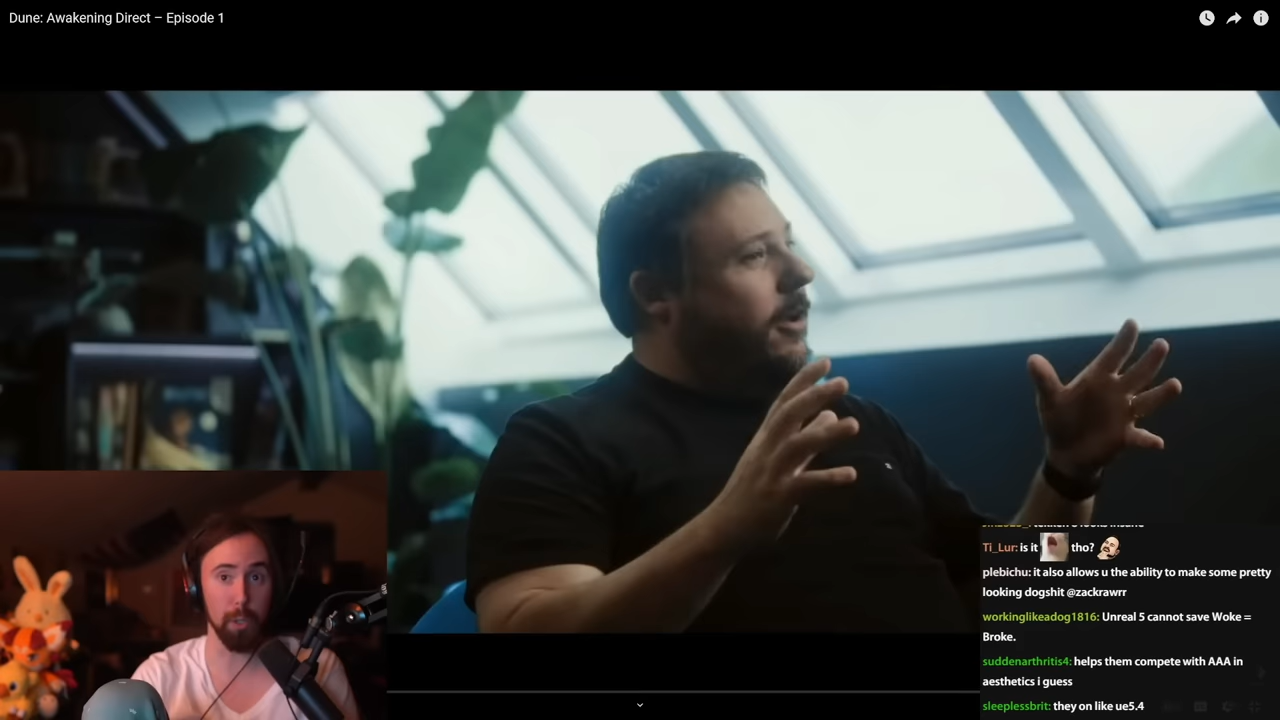 Dune: Awakening Direct – Episode 1
Ti_Lur: is it tho?
plebichu: it also allows u the ability to make some pretty
looking dogshit @zackrawrr
workinglikeadog1816: Unreal 5 cannot save Woke =
Broke.
suddenarthritis4: helps them compete with AAA in
aesthetics i guess
sleeplessbrit: they on like ue5.4